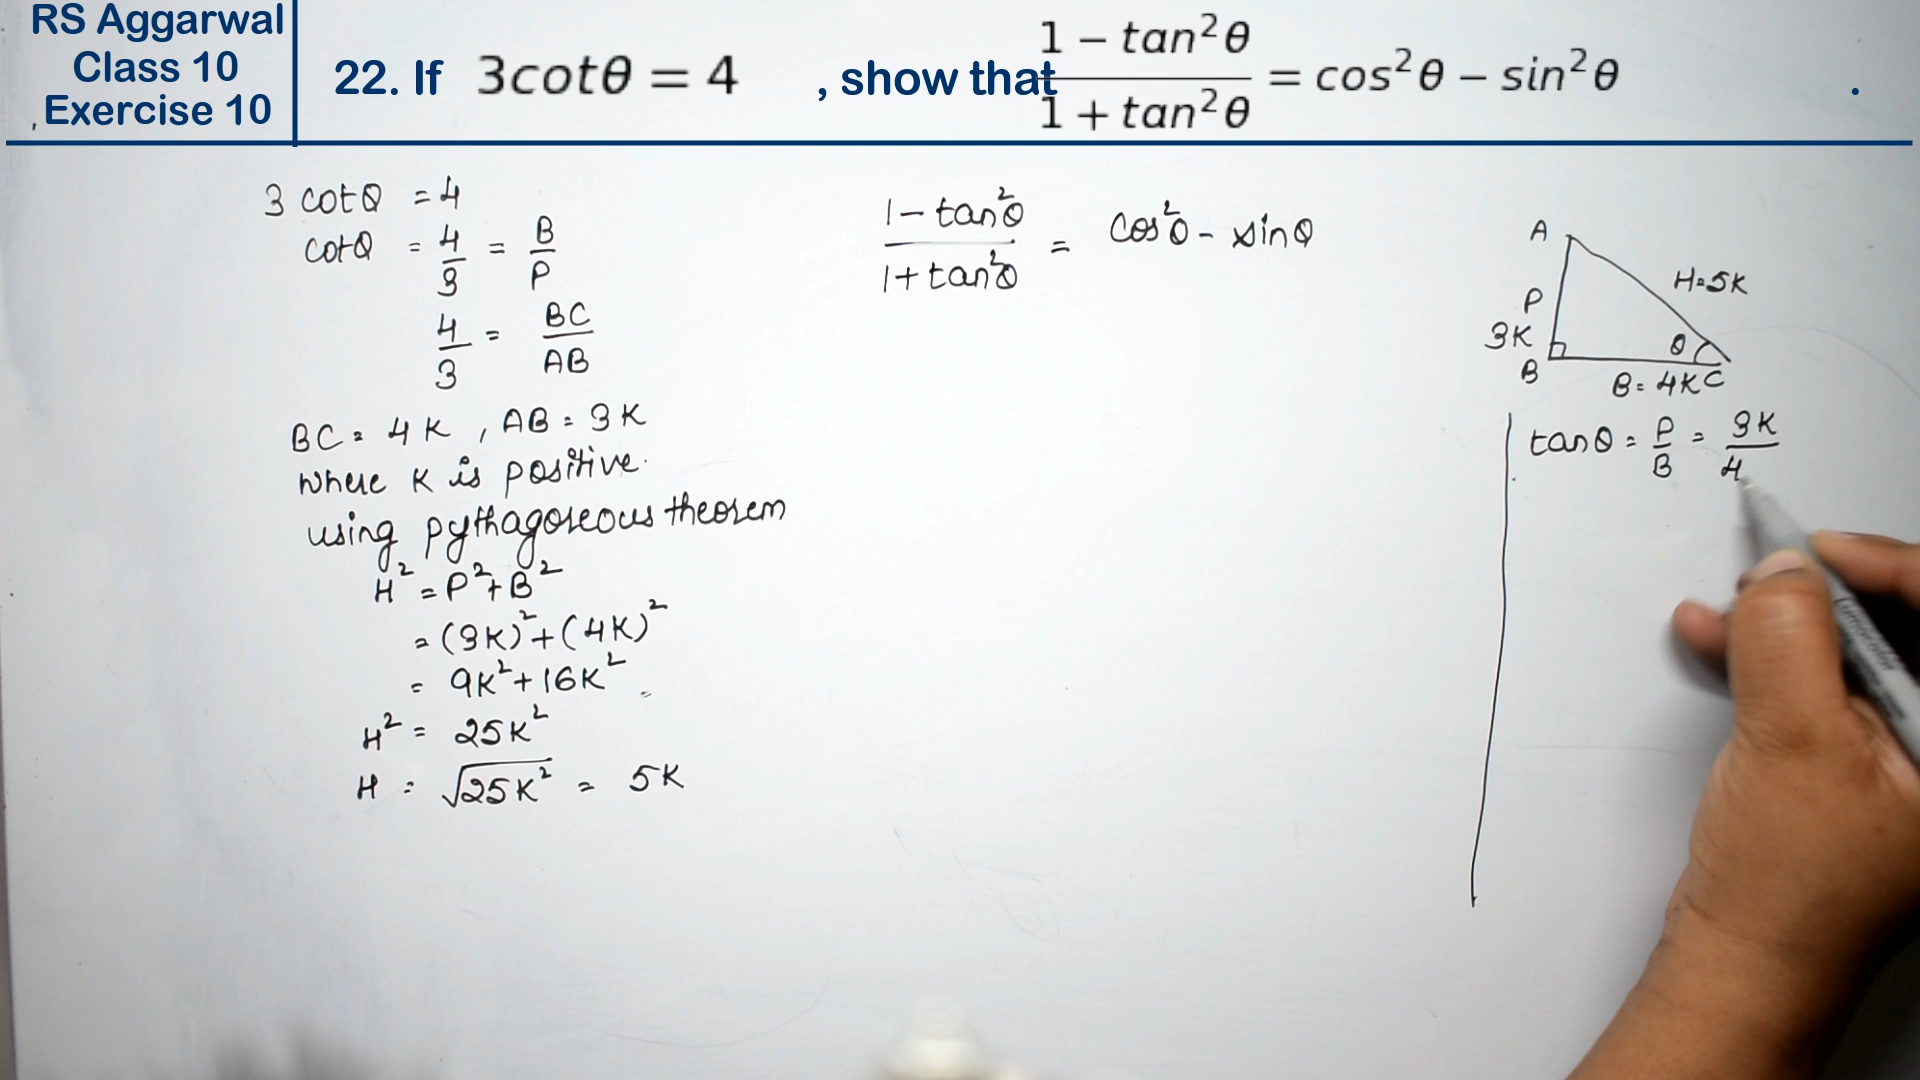 RS Aggarwal
Class 10
Exercise 10
22. If 3cotθ = 4 , show that (1 − tan²θ)/(1 + tan²θ) = cos²θ − sin²θ .
3 cotθ = 4
cotθ = 4/3 = B/P
4/3 = BC/AB
BC = 4K , AB = 3K
where K is positive.
using pythagoreous theorem
H² = P² + B²
= (3K)² + (4K)²
= 9K² + 16K²
H² = 25K²
H = √25K² = 5K
1 − tan²θ / 1 + tan²θ = cos²θ − sinθ
A
H=5K
P
3K
θ
B
B = 4K C
tanθ = P/B = 3K/4